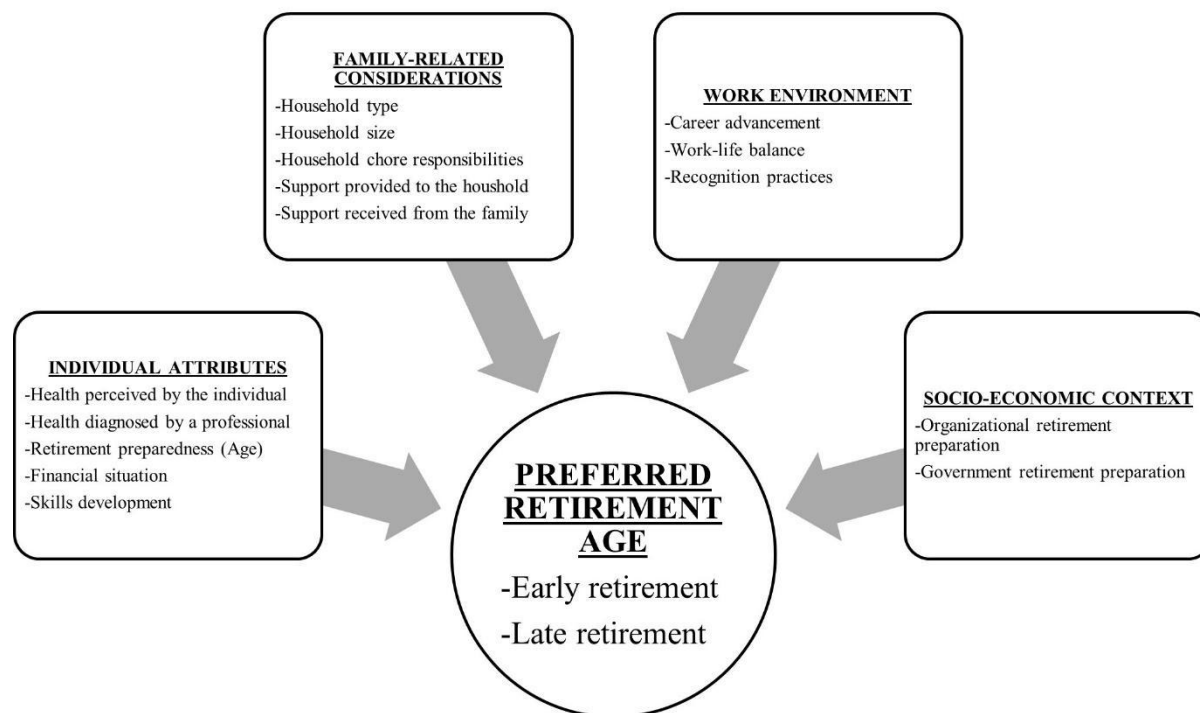 FAMILY-RELATED
CONSIDERATIONS
-Household type
-Household size
-Household chore responsibilities
-Support provided to the houshold
-Support received from the family
WORK ENVIRONMENT
-Career advancement
-Work-life balance
-Recognition practices
INDIVIDUAL ATTRIBUTES
-Health perceived by the individual
-Health diagnosed by a professional
-Retirement preparedness (Age)
-Financial situation
-Skills development
SOCIO-ECONOMIC CONTEXT
-Organizational retirement
preparation
-Government retirement preparation
PREFERRED
RETIREMENT
AGE
-Early retirement
-Late retirement